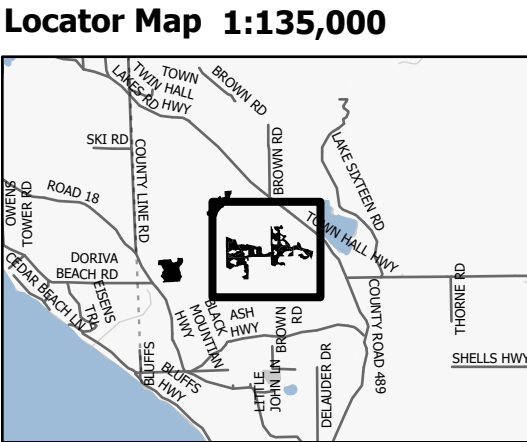 Locator Map 1:135,000
TWIN HALL
LAKES RD HWY
TOWN
BROWN RD
SKI RD
COUNTY LINE RD
BROWN RD
LAKE SIXTEEN RD
OWENS
TOWER RD
ROAD 18
TOWN HALL HWY
DORIVA
BEACH RD
CEDAR BEACH LN
EISENS
TRL
BLACK
MOUNTIAN
HWY
ASH
HWY
BROWN
RD
COUNTY ROAD 489
THORNE RD
BLUFFS
BLUFFS
HWY
LITTLE
JOHN LN
DELAUDER DR
SHELLS HWY